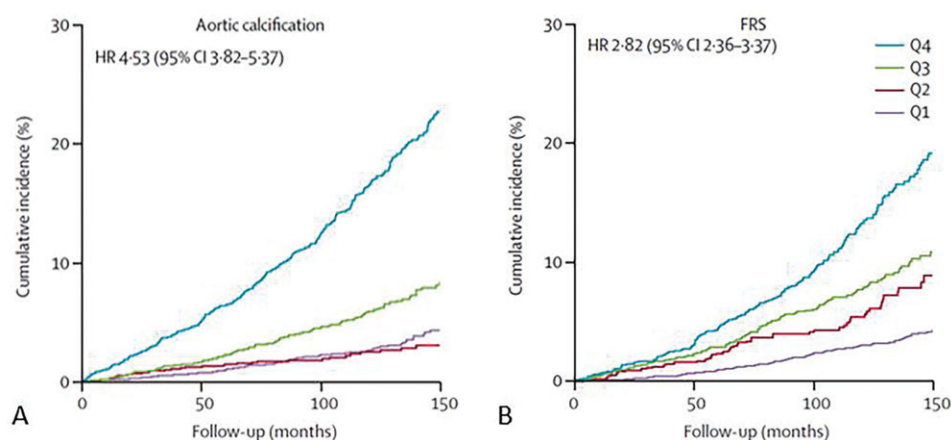 Aortic calcification
HR 4·53 (95% CI 3·82–5·37)
Cumulative incidence (%)
30
20
10
0
0 50 100 150
Follow-up (months)
A
FRS
HR 2·82 (95% CI 2·36–3·37)
Q4
Q3
Q2
Q1
Cumulative incidence (%)
30
20
10
0
0 50 100 150
Follow-up (months)
B